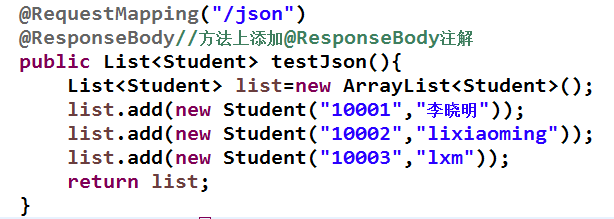 @RequestMapping("/json")
@ResponseBody//方法上添加@ResponseBody注解
public List<Student> testJson(){
List<Student> list=new ArrayList<Student>();
list.add(new Student("10001","李晓明"));
list.add(new Student("10002","lixiaoming"));
list.add(new Student("10003","lxm"));
return list;
}